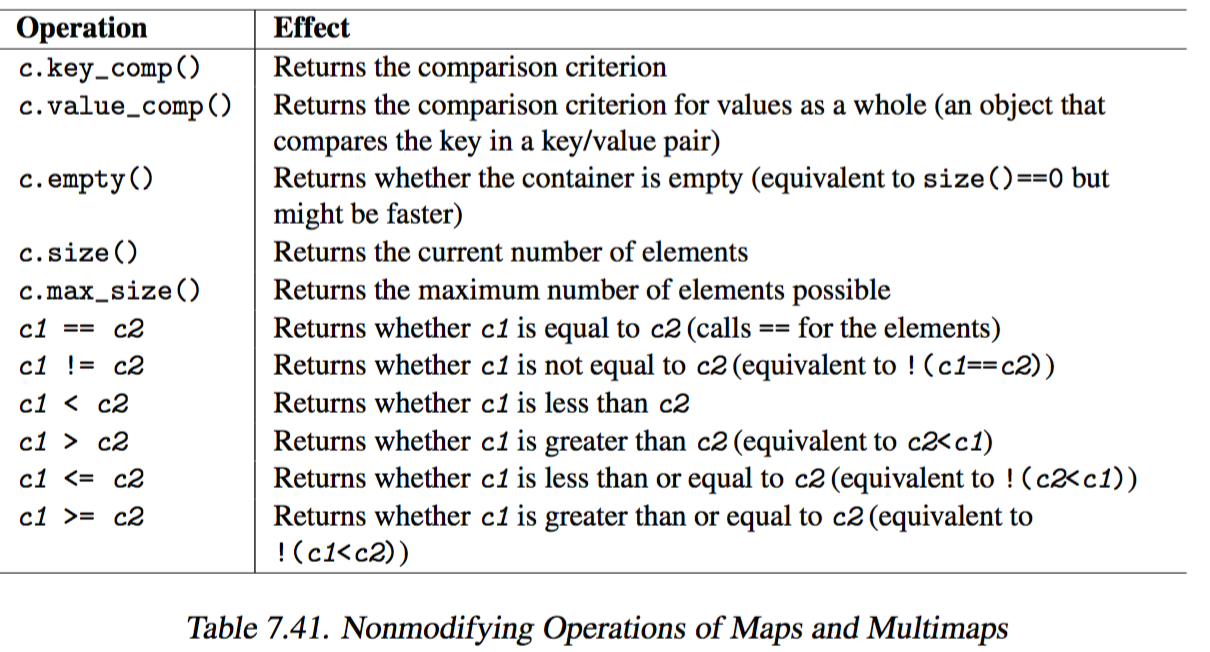 Operation Effect
c.key_comp() Returns the comparison criterion
c.value_comp() Returns the comparison criterion for values as a whole (an object that
compares the key in a key/value pair)
c.empty() Returns whether the container is empty (equivalent to size()==0 but
might be faster)
c.size() Returns the current number of elements
c.max_size() Returns the maximum number of elements possible
c1 == c2 Returns whether c1 is equal to c2 (calls == for the elements)
c1 != c2 Returns whether c1 is not equal to c2 (equivalent to !(c1==c2))
c1 < c2 Returns whether c1 is less than c2
c1 > c2 Returns whether c1 is greater than c2 (equivalent to c2<c1)
c1 <= c2 Returns whether c1 is less than or equal to c2 (equivalent to !(c2<c1))
c1 >= c2 Returns whether c1 is greater than or equal to c2 (equivalent to
!(c1<c2))
Table 7.41. Nonmodifying Operations of Maps and Multimaps